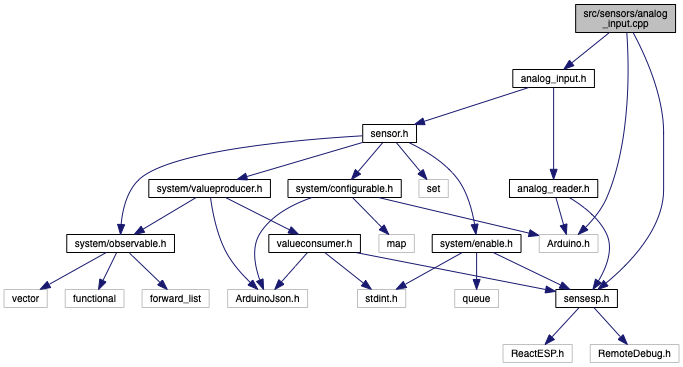 src/sensors/analog
_input.cpp
analog_input.h
sensor.h
system/valueproducer.h
system/configurable.h
set
analog_reader.h
system/observable.h
valueconsumer.h
map
system/enable.h
Arduino.h
vector
functional
forward_list
ArduinoJson.h
stdint.h
queue
sensesp.h
ReactESP.h
RemoteDebug.h